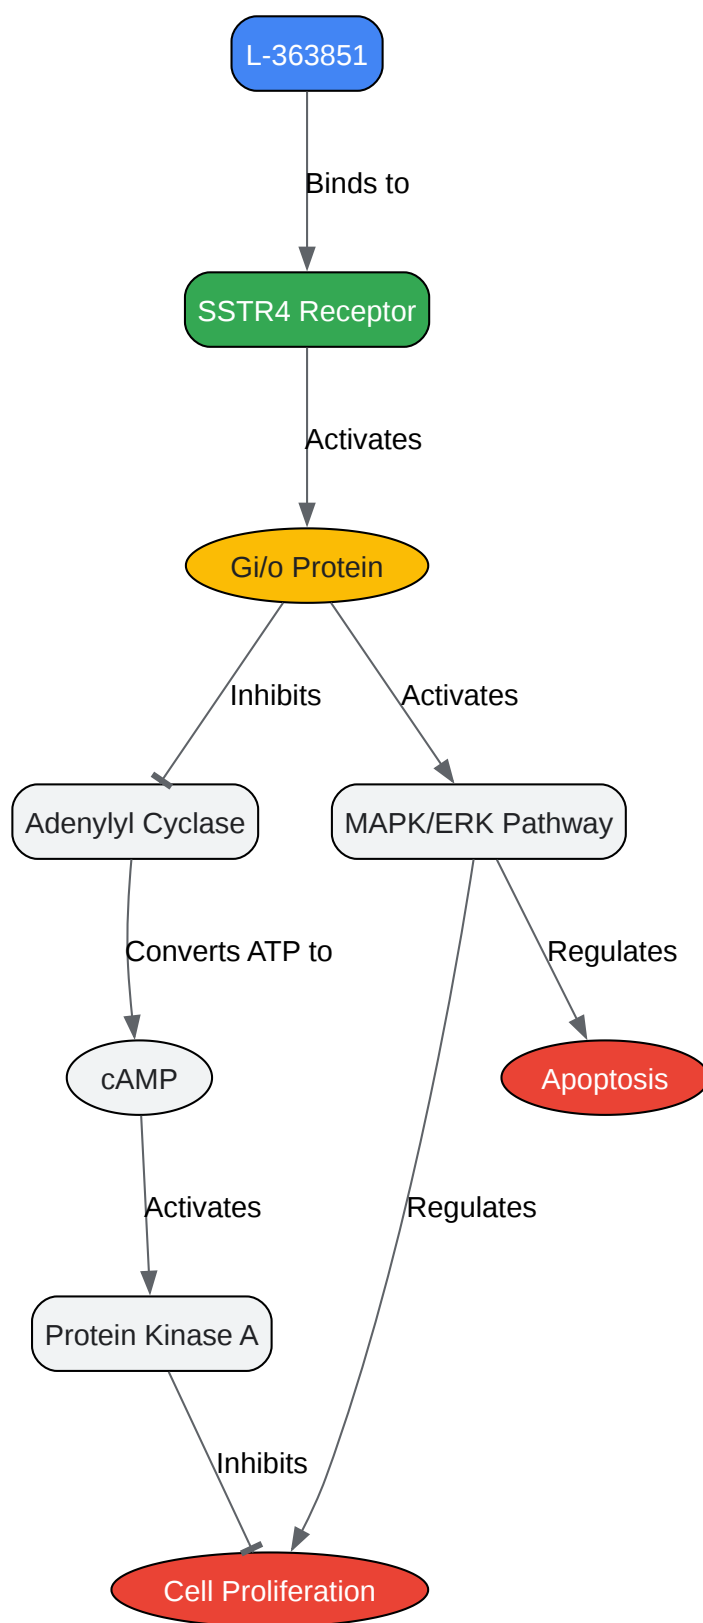 L-363851
Binds to
SSTR4 Receptor
Activates
Gi/o Protein
Inhibits
Activates
Adenylyl Cyclase
MAPK/ERK Pathway
Converts ATP to
Regulates
cAMP
Apoptosis
Activates
Regulates
Protein Kinase A
Inhibits
Cell Proliferation